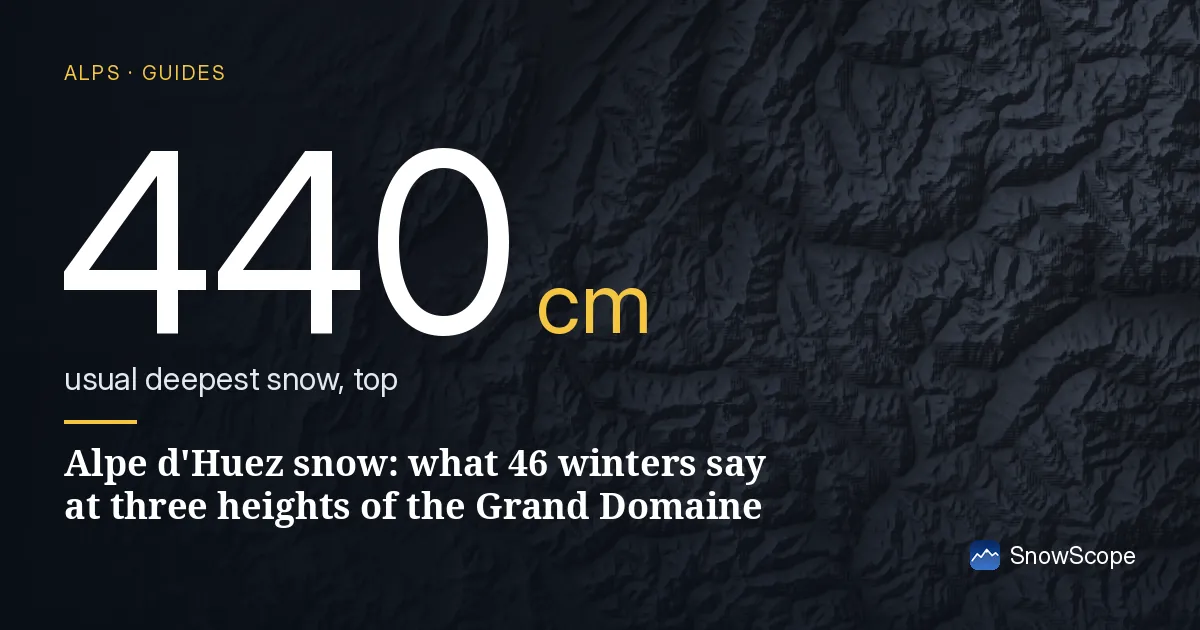 ALPS · GUIDES
440 cm
usual deepest snow, top
Alpe d'Huez snow: what 46 winters say
at three heights of the Grand Domaine
SnowScope